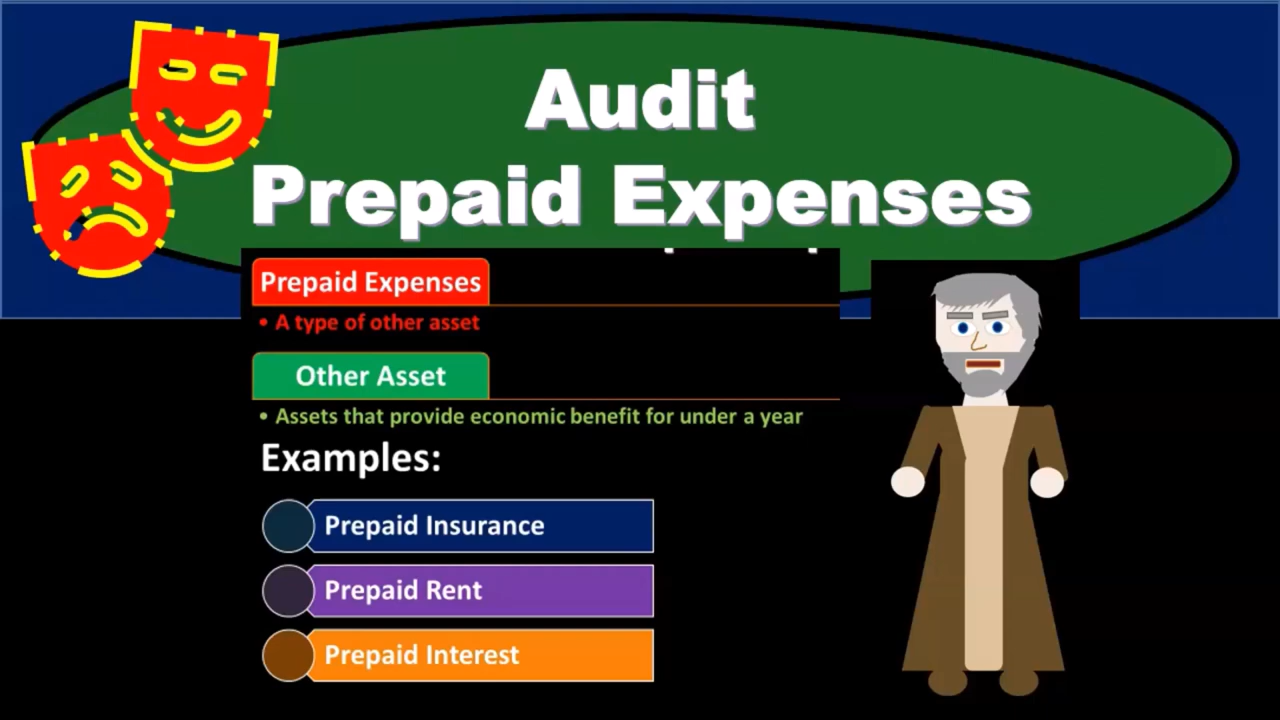 Audit
Prepaid Expenses
Prepaid Expenses
• A type of other asset
Other Asset
• Assets that provide economic benefit for under a year
Examples:
Prepaid Insurance
Prepaid Rent
Prepaid Interest